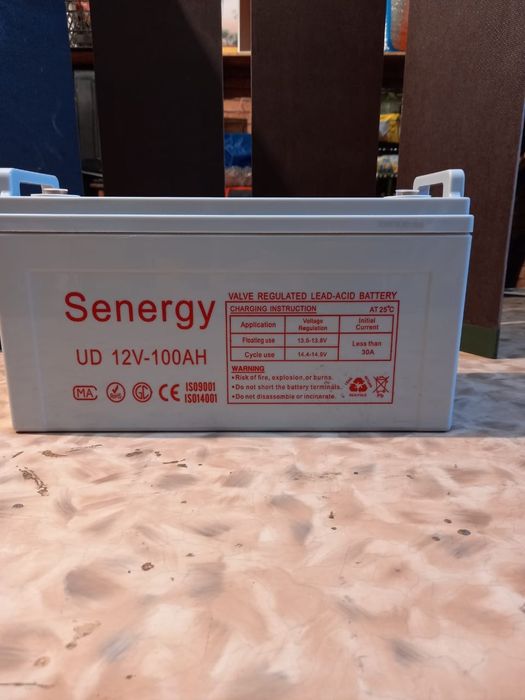 Senergy
UD 12V-100AH
MA
CE
ISO9001
ISO14001
VALVE REGULATED LEAD-ACID BATTERY
CHARGING INSTRUCTION AT 25°C
Application Voltage Regulation Initial Current
Floating use 13.5-13.8V Less than 30A
Cycle use 14.4-14.9V
WARNING
•Risk of fire, explosion,or burns.
•Do not short the battery terminals.
•Do not disassemble or incinerate.
Pb